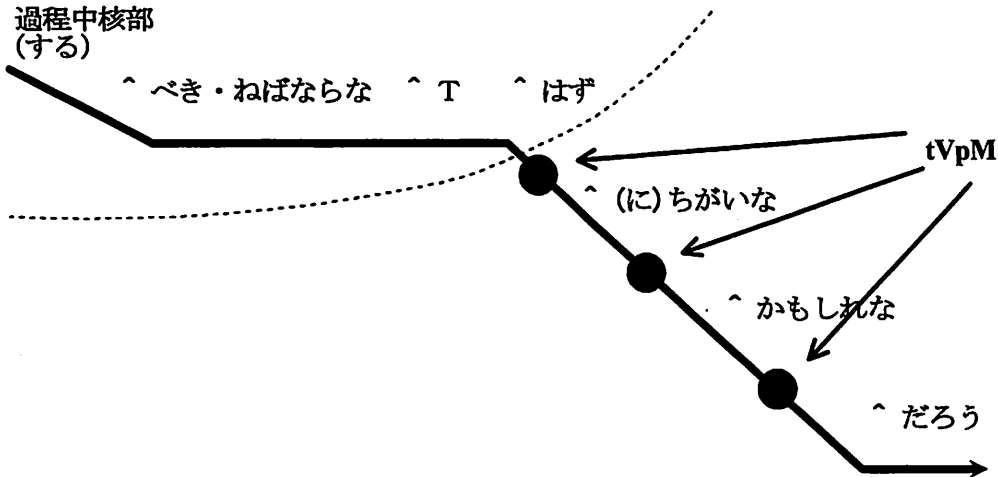 過程中核部
(する)
^ べき・ねばならな ^ T ^ はず
tVpM
^ (に)ちがいな
^ かもしれな
^ だろう